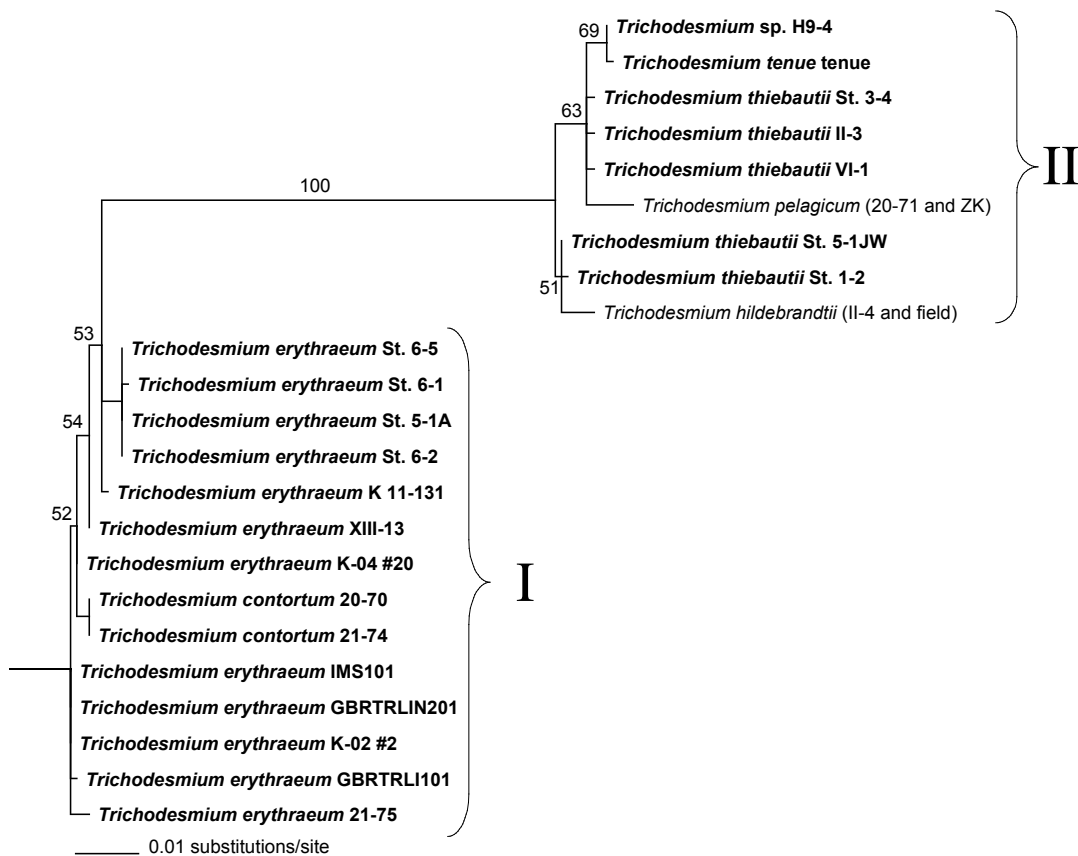 69
Trichodesmium sp. H9-4
Trichodesmium tenue tenue
Trichodesmium thiebautii St. 3-4
63
Trichodesmium thiebautii II-3
Trichodesmium thiebautii VI-1
II
100
Trichodesmium pelagicum (20-71 and ZK)
Trichodesmium thiebautii St. 5-1JW
Trichodesmium thiebautii St. 1-2
51
Trichodesmium hildebrandtii (II-4 and field)
53
Trichodesmium erythraeum St. 6-5
Trichodesmium erythraeum St. 6-1
54
Trichodesmium erythraeum St. 5-1A
Trichodesmium erythraeum St. 6-2
Trichodesmium erythraeum K 11-131
52
Trichodesmium erythraeum XIII-13
Trichodesmium erythraeum K-04 #20
I
Trichodesmium contortum 20-70
Trichodesmium contortum 21-74
Trichodesmium erythraeum IMS101
Trichodesmium erythraeum GBRTRLIN201
Trichodesmium erythraeum K-02 #2
Trichodesmium erythraeum GBRTRLI101
Trichodesmium erythraeum 21-75
0.01 substitutions/site